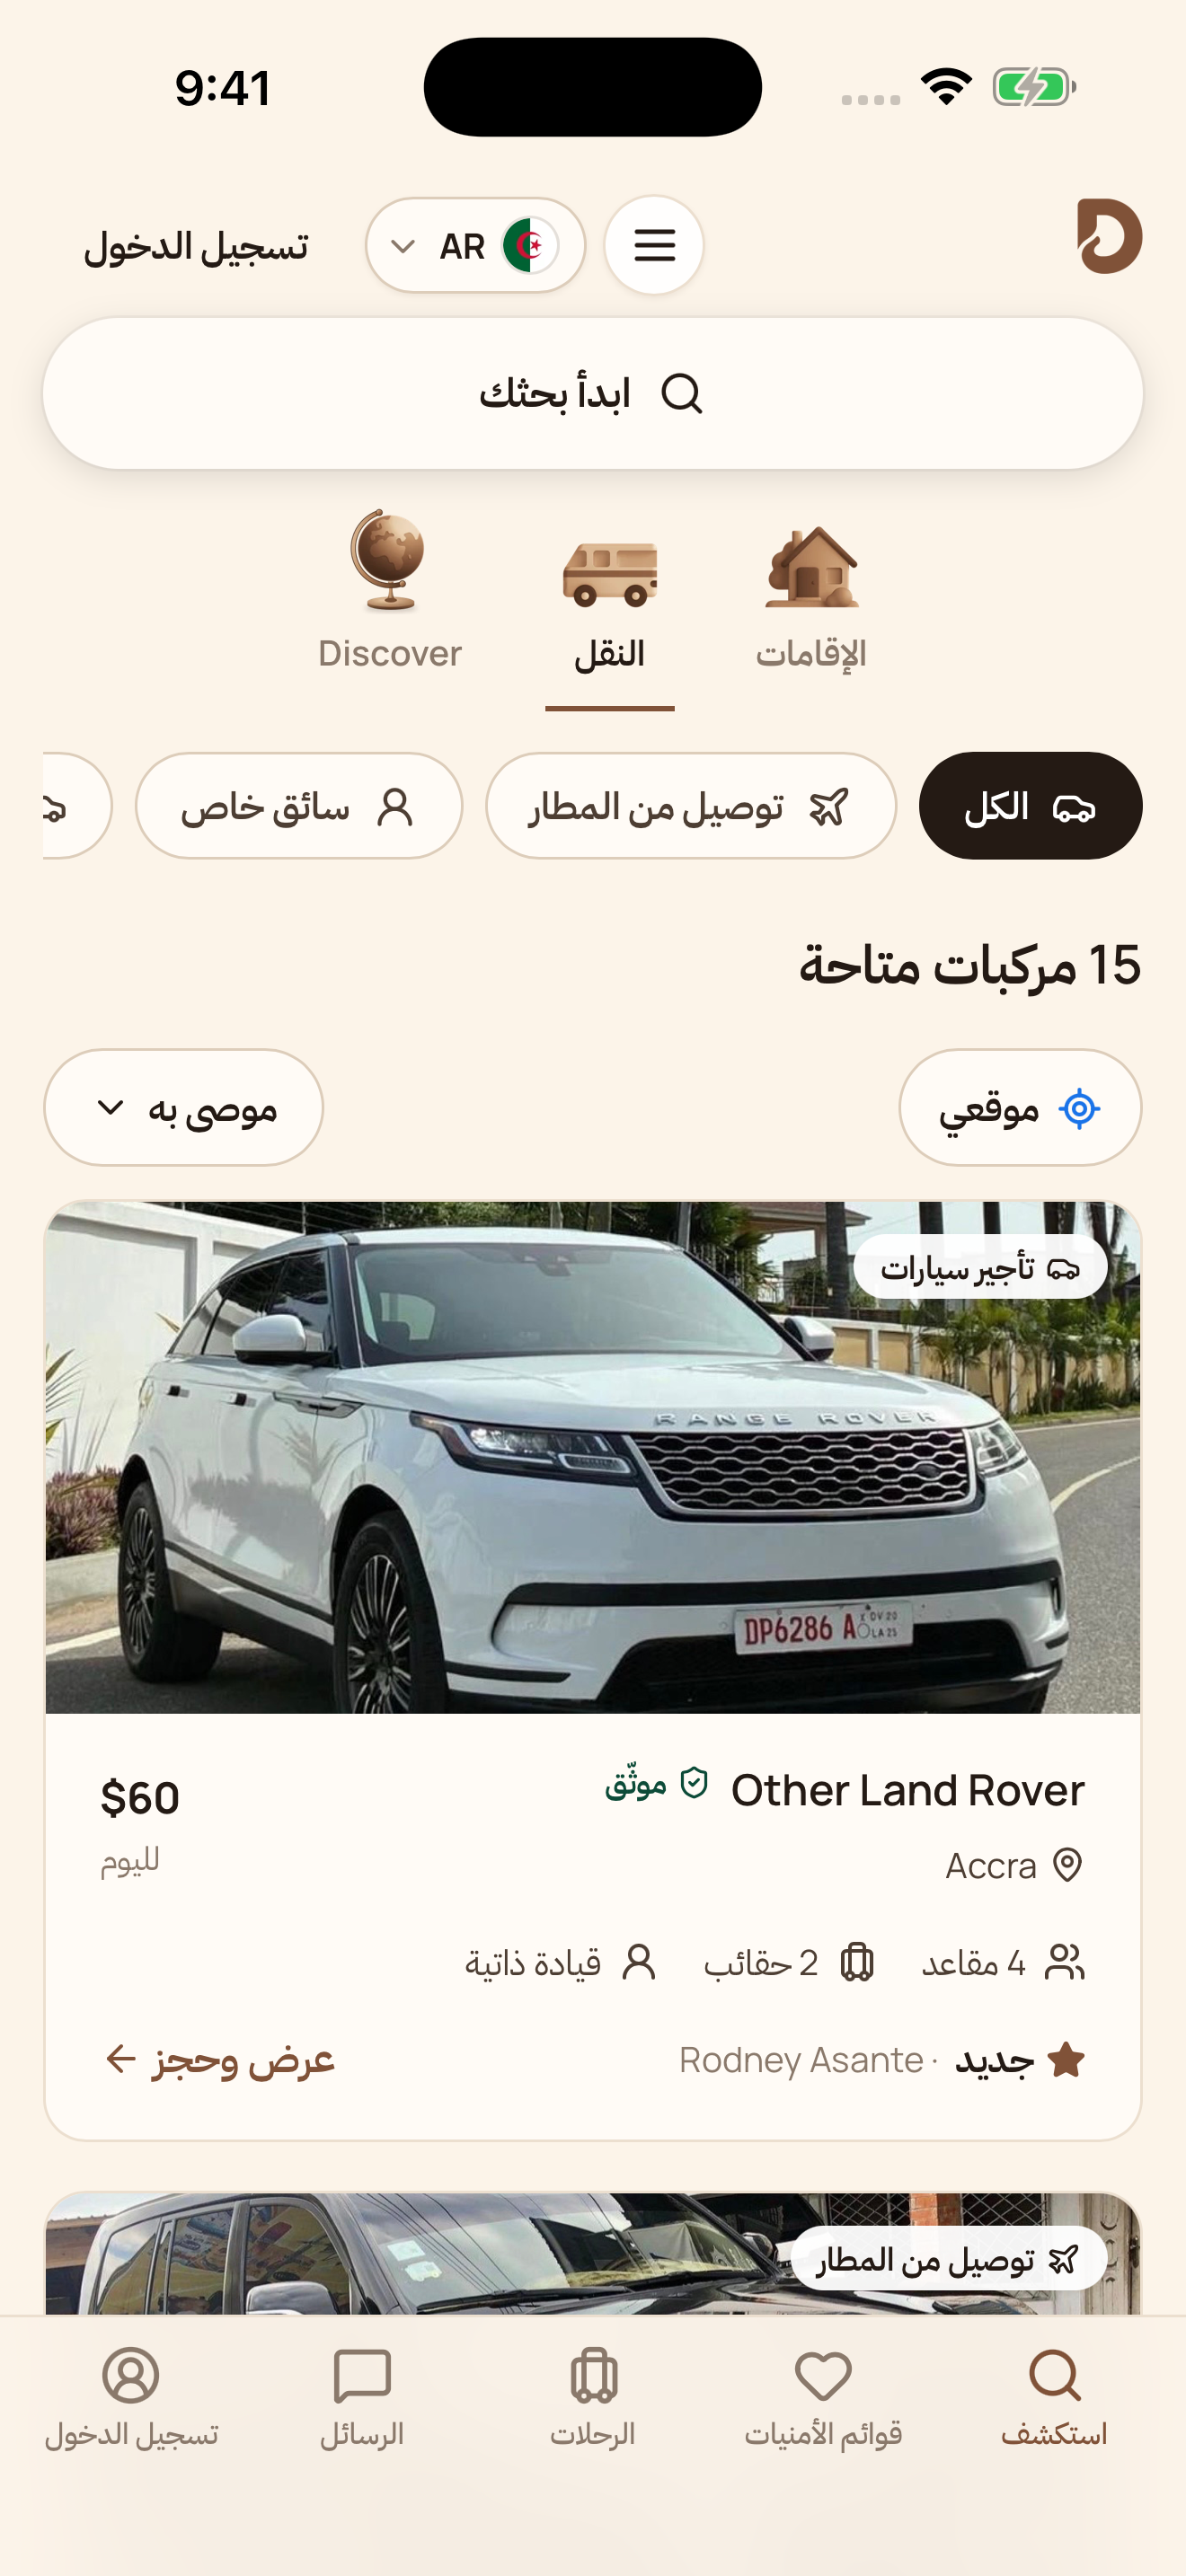 9:41
AR
تسجيل الدخول
ابدأ بحثك
الإقامات
النقل
Discover
الكل
توصيل من المطار
سائق خاص
15 مركبات متاحة
موقعي
موصى به
تأجير سيارات
RANGE ROVER
DP6286 A
Other Land Rover
موثّق
$60
Accra
لليوم
4 مقاعد
2 حقائب
قيادة ذاتية
جديد · Rodney Asante
عرض وحجز
توصيل من المطار
استكشف
قوائم الأمنيات
الرحلات
الرسائل
تسجيل الدخول